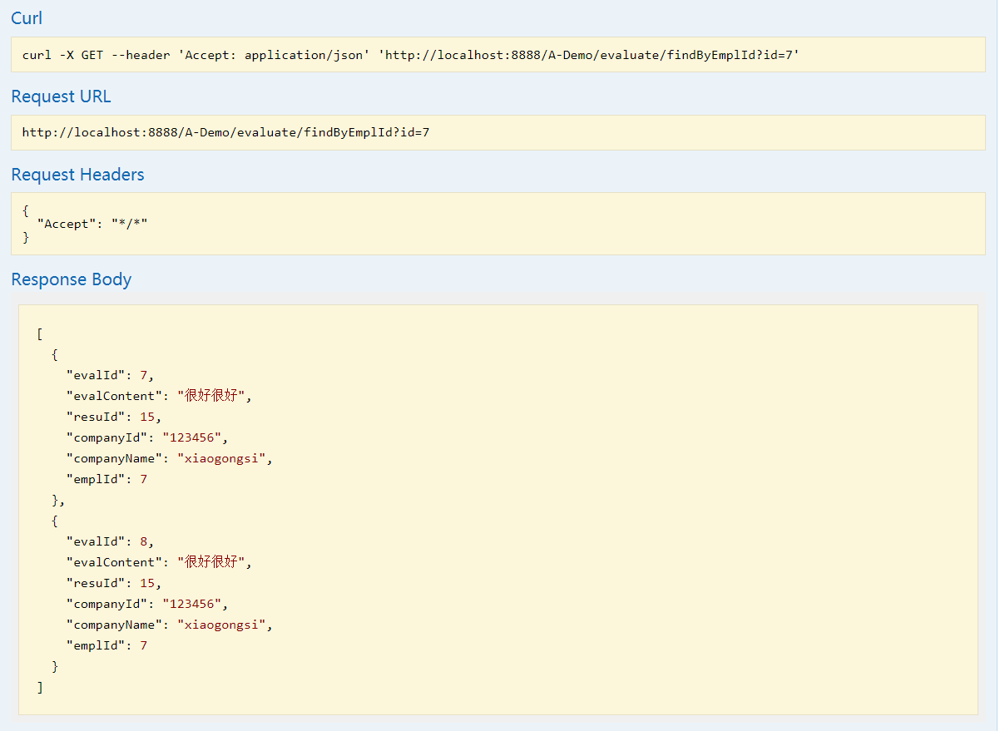 Curl
curl -X GET --header 'Accept: application/json' 'http://localhost:8888/A-Demo/evaluate/findByEmplId?id=7'
Request URL
http://localhost:8888/A-Demo/evaluate/findByEmplId?id=7
Request Headers
{
  "Accept": "*/*"
}
Response Body
[
  {
    "evalId": 7,
    "evalContent": "很好很好",
    "resuId": 15,
    "companyId": "123456",
    "companyName": "xiaogongsi",
    "emplId": 7
  },
  {
    "evalId": 8,
    "evalContent": "很好很好",
    "resuId": 15,
    "companyId": "123456",
    "companyName": "xiaogongsi",
    "emplId": 7
  }
]